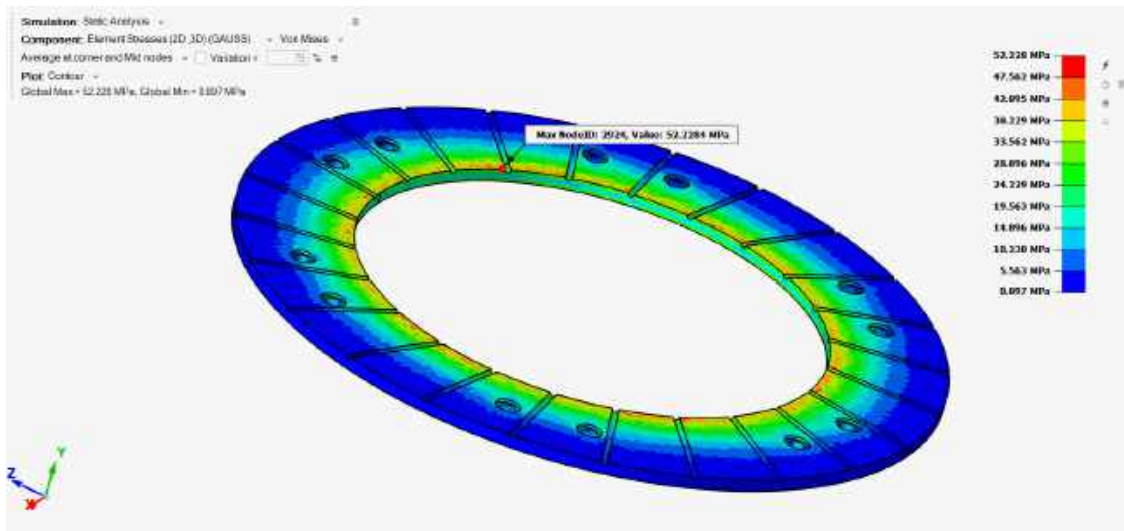 Simulation: Static Analysis
Component: Element Stresses (2D_3D) (GAUSS) Von Mises
Average at corner and Mid nodes Variation < %
Plot: Contour
Global Max = 52.228 MPa, Global Min = 0.897 MPa
Max NodeID: 2924, Value: 52.2284 MPa
52.228 MPa
47.562 MPa
42.895 MPa
38.229 MPa
33.562 MPa
28.896 MPa
24.229 MPa
19.563 MPa
14.896 MPa
10.230 MPa
5.563 MPa
0.897 MPa
Y
Z
X